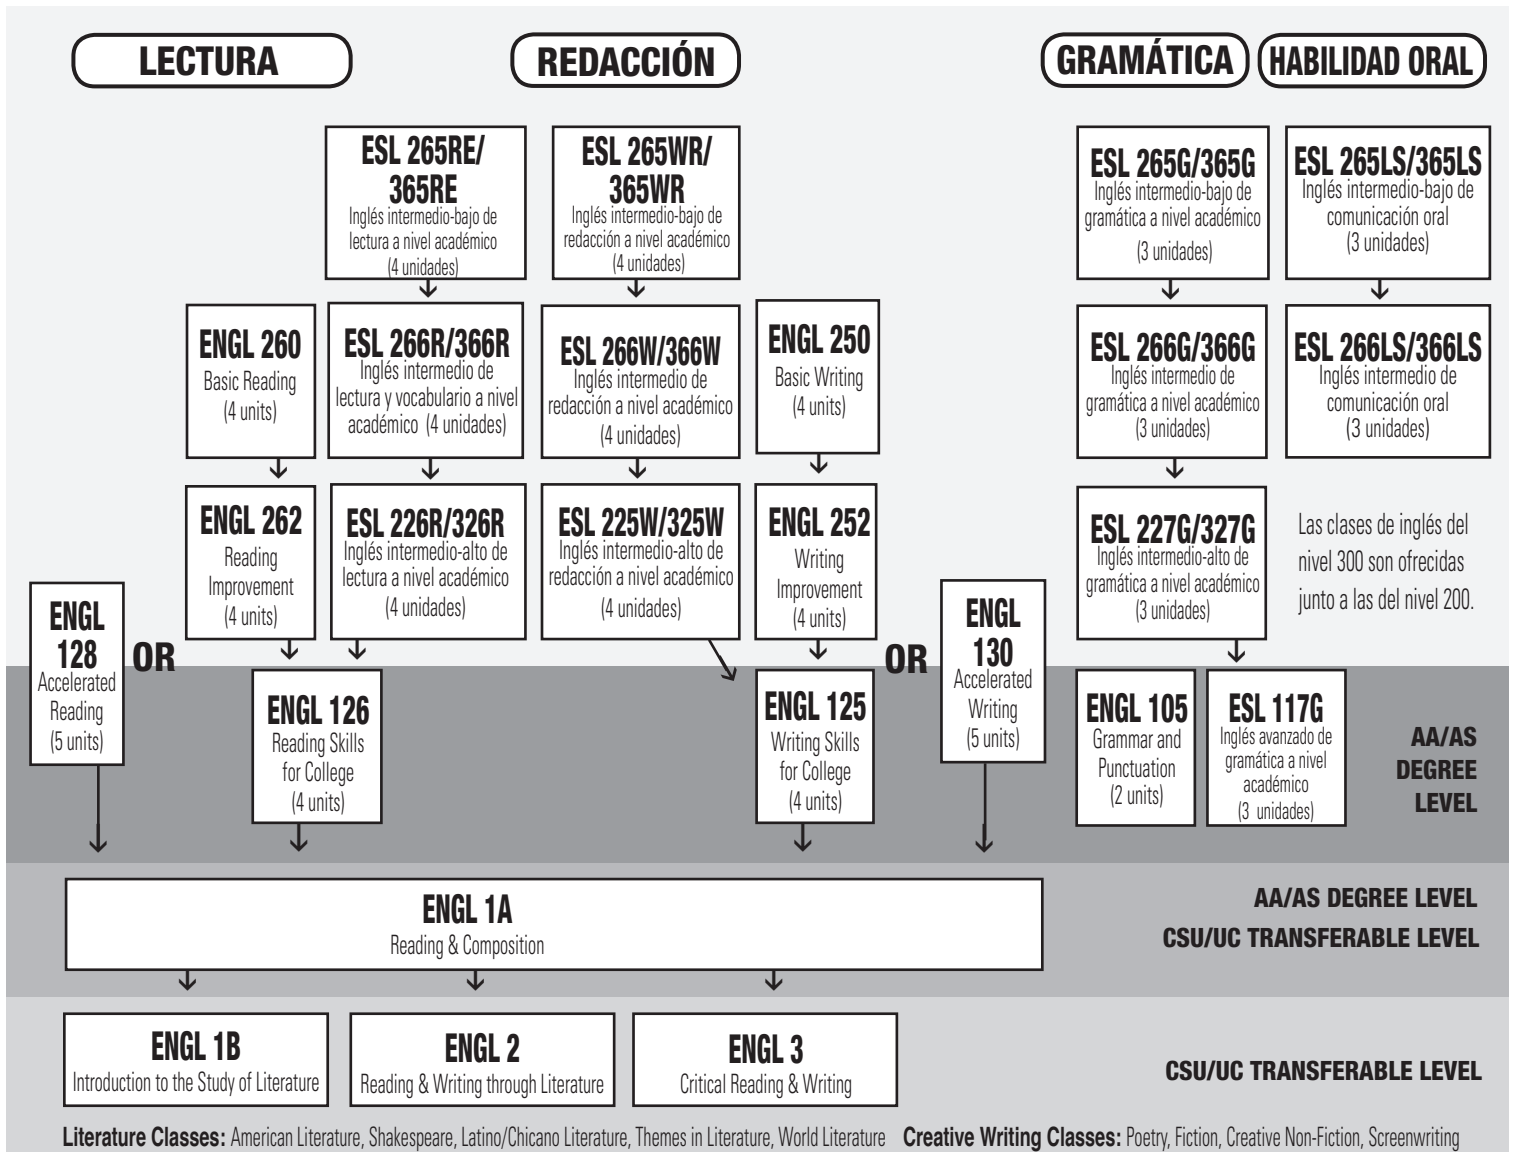 LECTURA
REDACCIÓN
GRAMÁTICA
HABILIDAD ORAL
ESL 265RE/
365RE
Inglés intermedio-bajo de
lectura a nivel académico
(4 unidades)
ESL 265WR/
365WR
Inglés intermedio-bajo de
redacción a nivel académico
(4 unidades)
ESL 265G/365G
Inglés intermedio-bajo de
gramática a nivel académico
(3 unidades)
ESL 265LS/365LS
Inglés intermedio-bajo de
comunicación oral
(3 unidades)
ENGL 260
Basic Reading
(4 units)
ESL 266R/366R
Inglés intermedio de
lectura y vocabulario a nivel
académico (4 unidades)
ESL 266W/366W
Inglés intermedio de
redacción a nivel académico
(4 unidades)
ENGL 250
Basic Writing
(4 units)
ESL 266G/366G
Inglés intermedio de
gramática a nivel académico
(3 unidades)
ESL 266LS/366LS
Inglés intermedio de
comunicación oral
(3 unidades)
ENGL 262
Reading
Improvement
(4 units)
ESL 226R/326R
Inglés intermedio-alto de
lectura a nivel académico
(4 unidades)
ESL 225W/325W
Inglés intermedio-alto de
redacción a nivel académico
(4 unidades)
ENGL 252
Writing
Improvement
(4 units)
ESL 227G/327G
Inglés intermedio-alto de
gramática a nivel académico
(3 unidades)
Las clases de inglés del
nivel 300 son ofrecidas
junto a las del nivel 200.
ENGL
128
Accelerated
Reading
(5 units)
OR
ENGL 126
Reading Skills
for College
(4 units)
ENGL 125
Writing Skills
for College
(4 units)
OR
ENGL
130
Accelerated
Writing
(5 units)
ENGL 105
Grammar and
Punctuation
(2 units)
ESL 117G
Inglés avanzado de
gramática a nivel
académico
(3 unidades)
AA/AS
DEGREE
LEVEL
ENGL 1A
Reading & Composition
AA/AS DEGREE LEVEL
CSU/UC TRANSFERABLE LEVEL
ENGL 1B
Introduction to the Study of Literature
ENGL 2
Reading & Writing through Literature
ENGL 3
Critical Reading & Writing
CSU/UC TRANSFERABLE LEVEL
Literature Classes: American Literature, Shakespeare, Latino/Chicano Literature, Themes in Literature, World Literature Creative Writing Classes: Poetry, Fiction, Creative Non-Fiction, Screenwriting